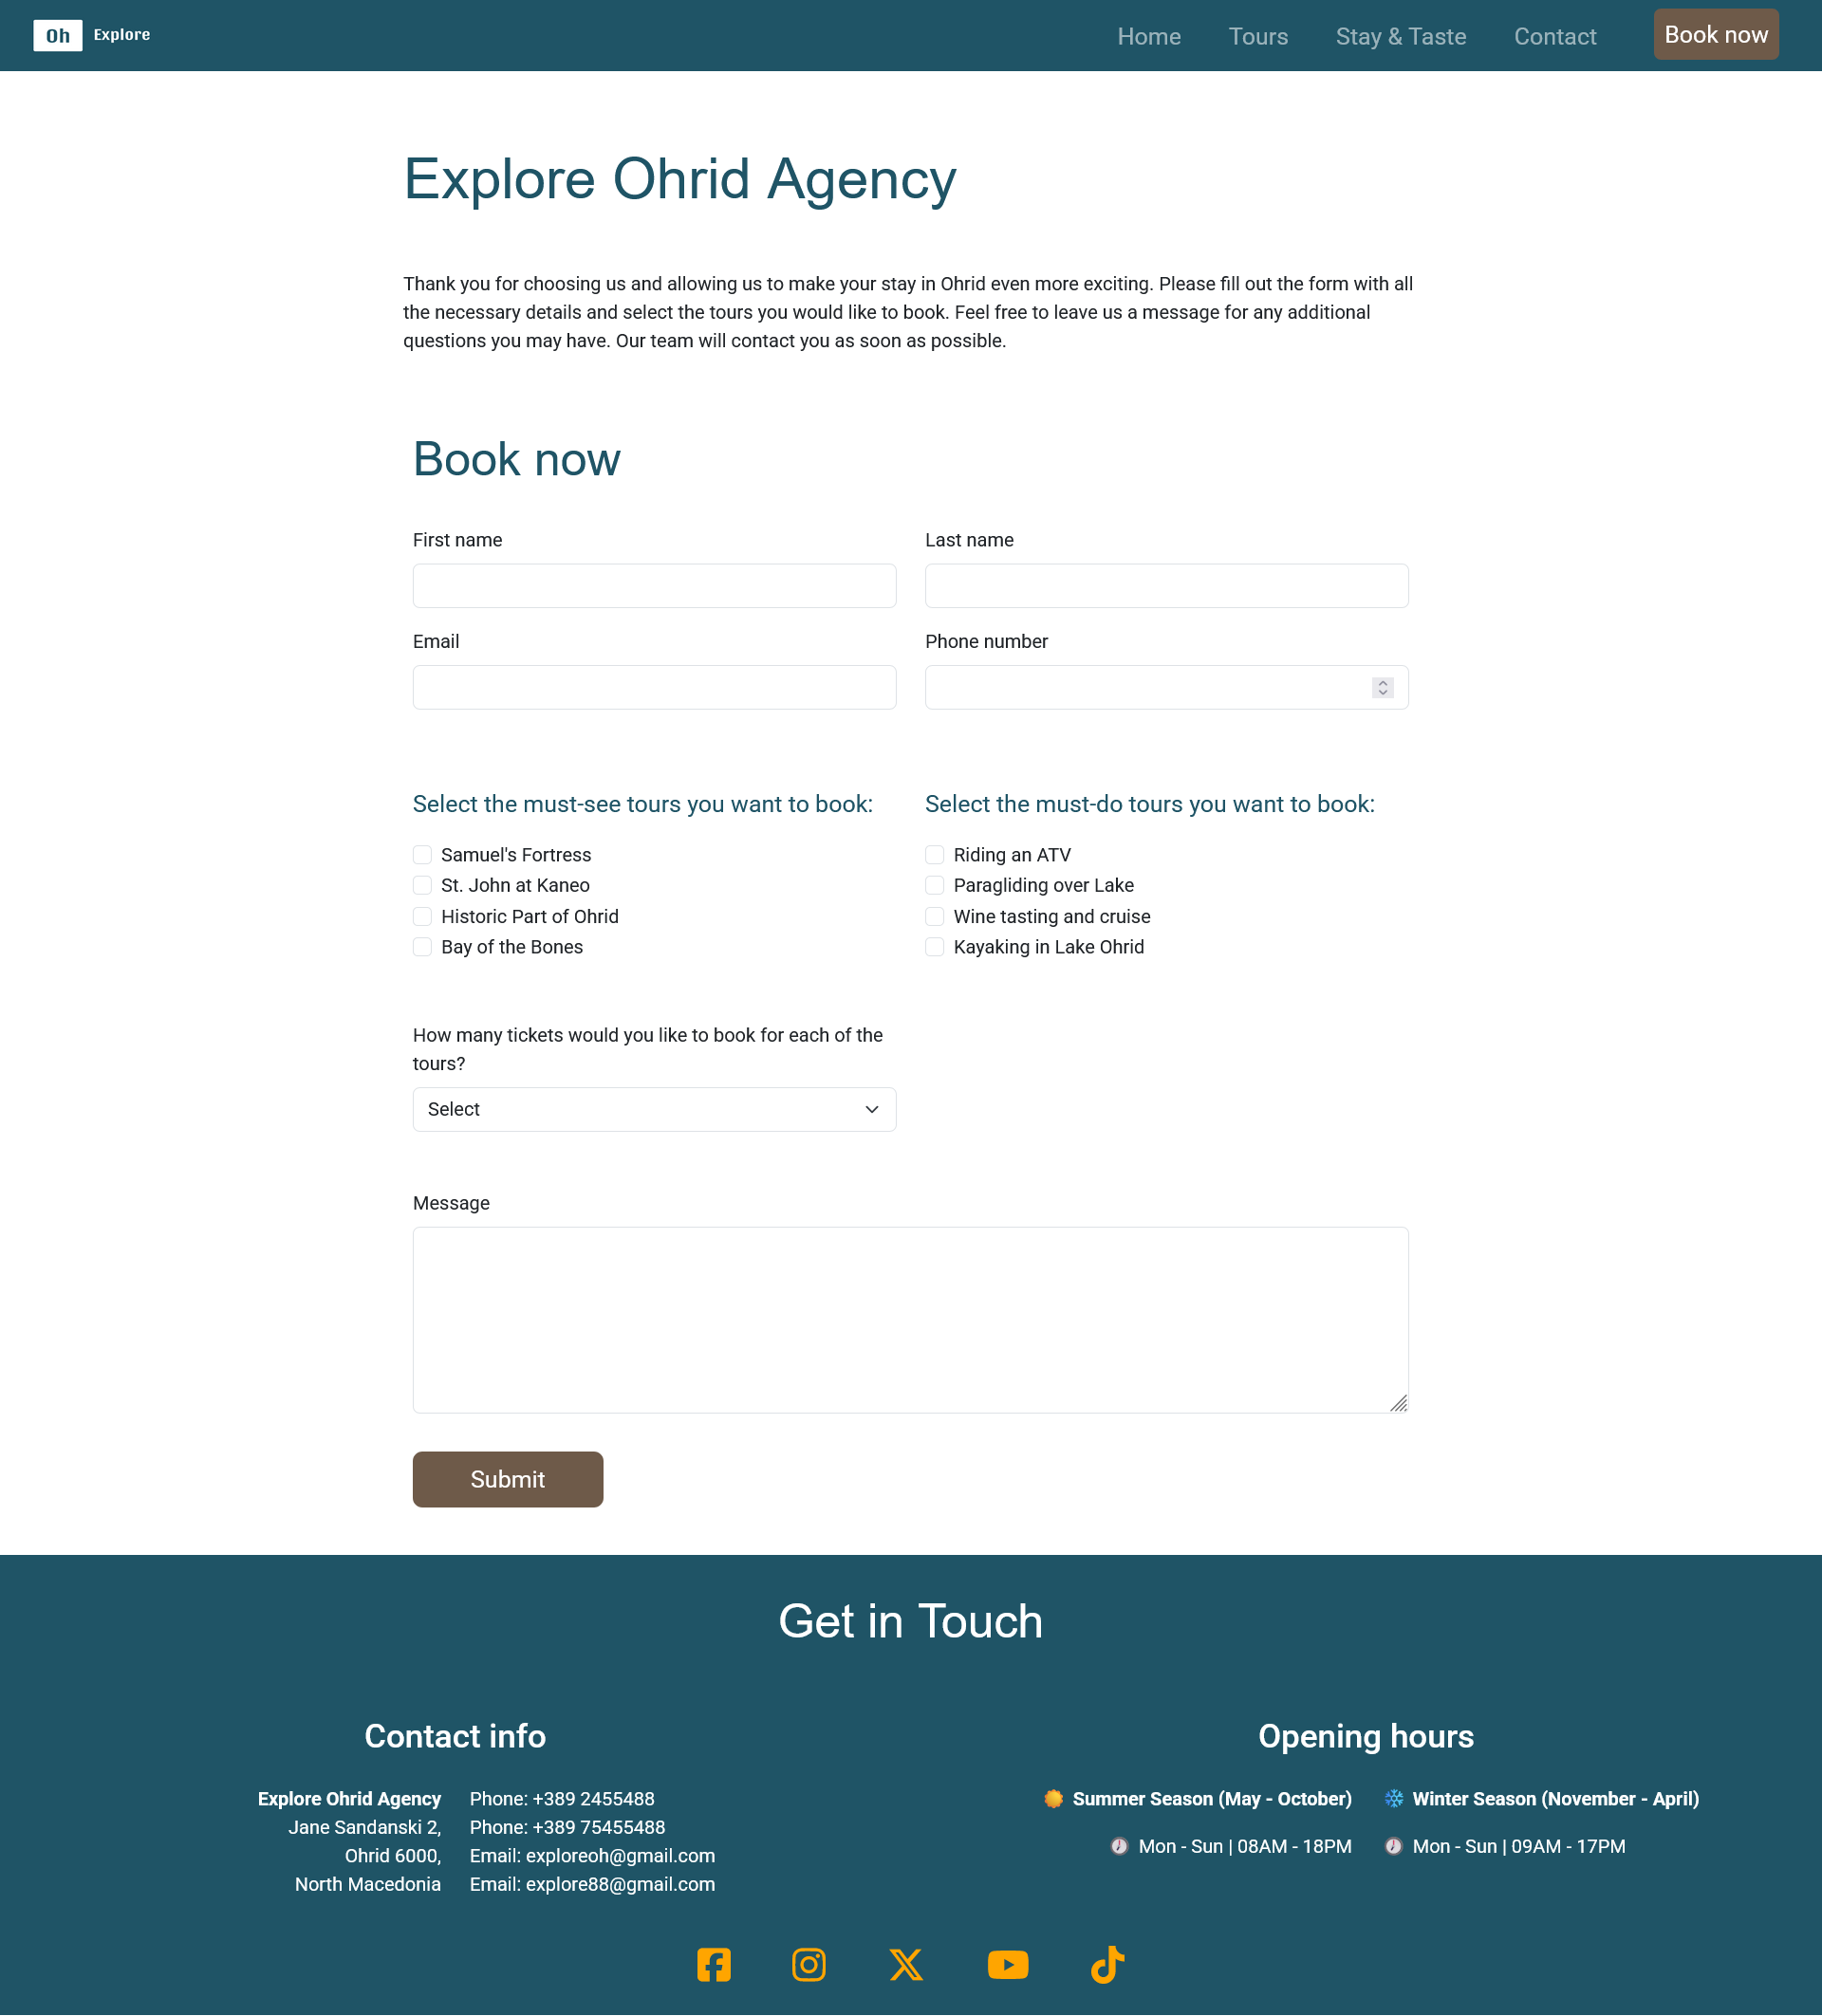 Oh Explore
Home Tours Stay & Taste Contact Book now
Explore Ohrid Agency
Thank you for choosing us and allowing us to make your stay in Ohrid even more exciting. Please fill out the form with all
the necessary details and select the tours you would like to book. Feel free to leave us a message for any additional
questions you may have. Our team will contact you as soon as possible.
Book now
First name
Last name
Email
Phone number
Select the must-see tours you want to book:
Samuel's Fortress
St. John at Kaneo
Historic Part of Ohrid
Bay of the Bones
Select the must-do tours you want to book:
Riding an ATV
Paragliding over Lake
Wine tasting and cruise
Kayaking in Lake Ohrid
How many tickets would you like to book for each of the
tours?
Select
Message
Submit
Get in Touch
Contact info
Explore Ohrid Agency
Jane Sandanski 2,
Ohrid 6000,
North Macedonia
Phone: +389 2455488
Phone: +389 75455488
Email: exploreoh@gmail.com
Email: explore88@gmail.com
Opening hours
Summer Season (May - October)
Mon - Sun | 08AM - 18PM
Winter Season (November - April)
Mon - Sun | 09AM - 17PM